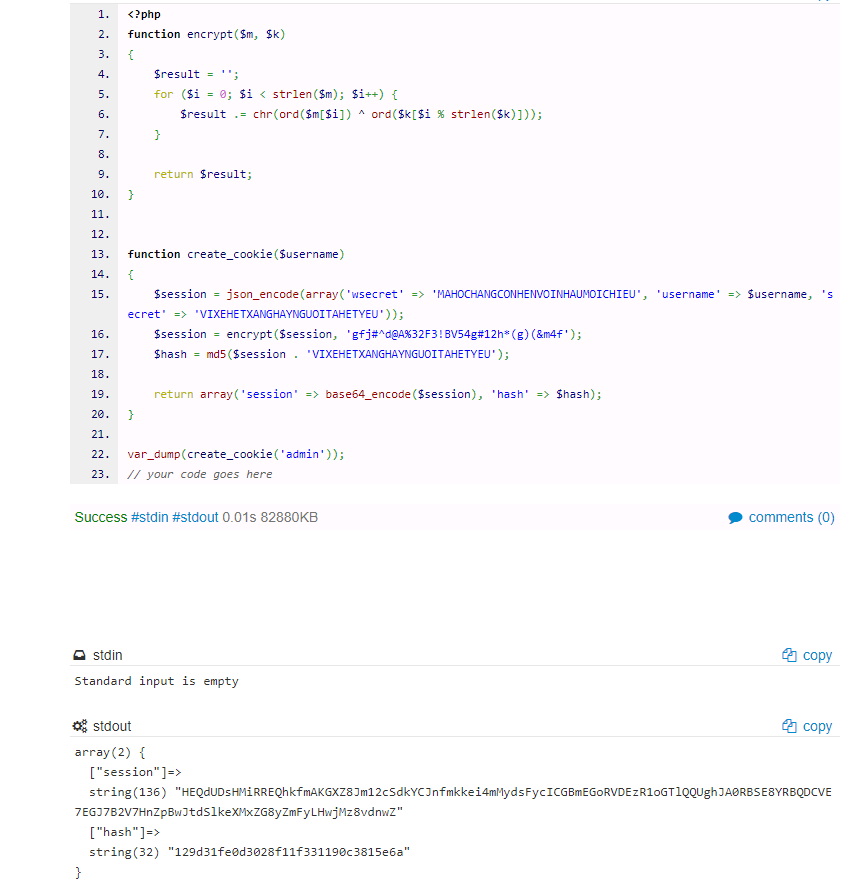 1. <?php
2. function encrypt($m, $k)
3. {
4.     $result = '';
5.     for ($i = 0; $i < strlen($m); $i++) {
6.         $result .= chr(ord($m[$i]) ^ ord($k[$i % strlen($k)]));
7.     }
8.
9.     return $result;
10. }
11.
12.
13. function create_cookie($username)
14. {
15.     $session = json_encode(array('wsecret' => 'MAHOCHANGCONHENVOINHAUMOICHIEU', 'username' => $username, 's
ecret' => 'VIXEHETXANGHAYNGUOITAHETYEU'));
16.     $session = encrypt($session, 'gfj#^d@A%32F3!BV54g#12h*(g)(&m4f');
17.     $hash = md5($session . 'VIXEHETXANGHAYNGUOITAHETYEU');
18.
19.     return array('session' => base64_encode($session), 'hash' => $hash);
20. }
21.
22. var_dump(create_cookie('admin'));
23. // your code goes here
Success #stdin #stdout 0.01s 82880KB
comments (0)
stdin
copy
Standard input is empty
stdout
copy
array(2) {
  ["session"]=>
  string(136) "HEQdUDsHMiRREQhkfmAKGXZ8Jm12cSdkYCJnfmkkei4mMydsFycICGBmEGoRVDEzR1oGTlQQUghJA0RBSE8YRBQDCVE
7EGJ7B2V7HnZpBwJtdSlkeXMxZG8yZmFyLHwjMz8vdnwZ"
  ["hash"]=>
  string(32) "129d31fe0d3028f11f331190c3815e6a"
}